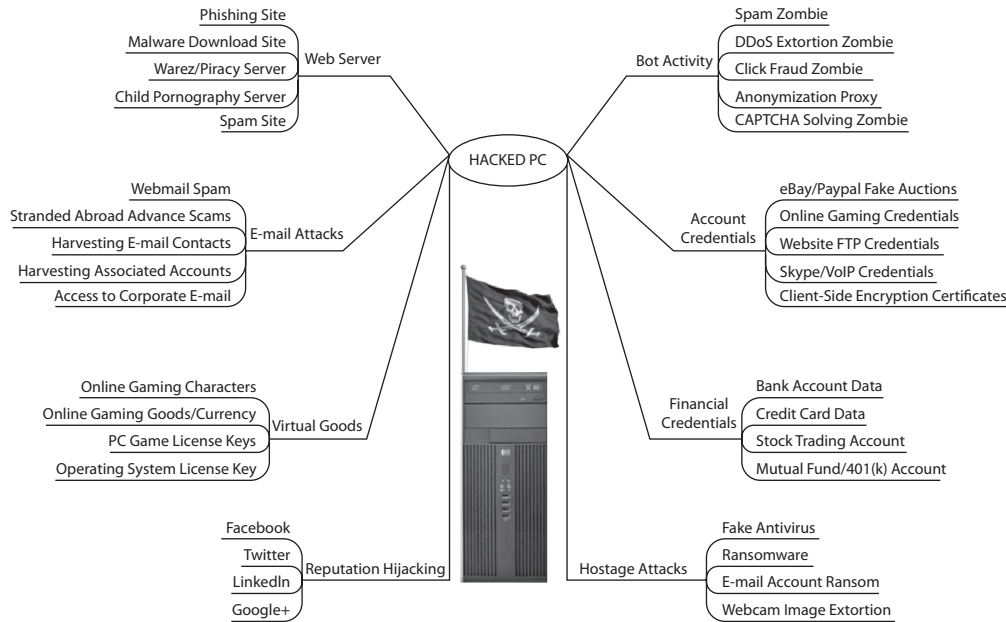 HACKED PC
Web Server
Phishing Site
Malware Download Site
Warez/Piracy Server
Child Pornography Server
Spam Site
E-mail Attacks
Webmail Spam
Stranded Abroad Advance Scams
Harvesting E-mail Contacts
Harvesting Associated Accounts
Access to Corporate E-mail
Virtual Goods
Online Gaming Characters
Online Gaming Goods/Currency
PC Game License Keys
Operating System License Key
Reputation Hijacking
Facebook
Twitter
LinkedIn
Google+
Bot Activity
Spam Zombie
DDoS Extortion Zombie
Click Fraud Zombie
Anonymization Proxy
CAPTCHA Solving Zombie
Account
Credentials
eBay/Paypal Fake Auctions
Online Gaming Credentials
Website FTP Credentials
Skype/VoIP Credentials
Client-Side Encryption Certificates
Financial
Credentials
Bank Account Data
Credit Card Data
Stock Trading Account
Mutual Fund/401(k) Account
Hostage Attacks
Fake Antivirus
Ransomware
E-mail Account Ransom
Webcam Image Extortion